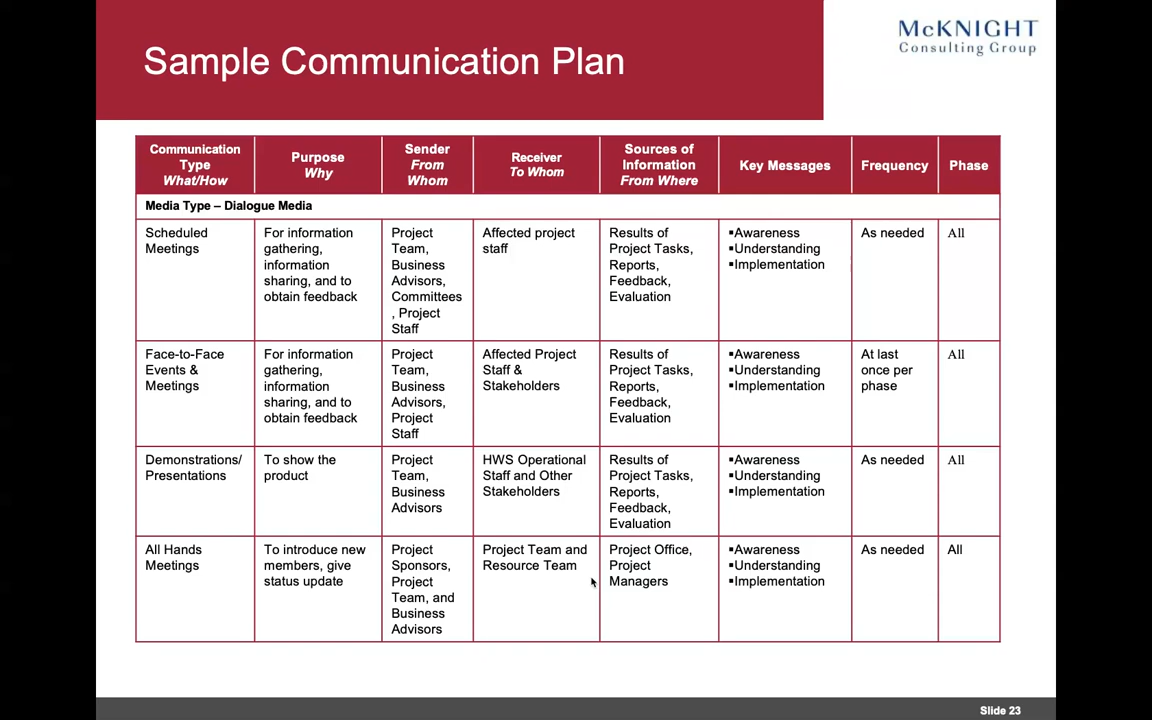 McKNIGHT
Consulting Group
Sample Communication Plan
Communication
Type
What/How
Purpose
Why
Sender
From
Whom
Receiver
To Whom
Sources of
Information
From Where
Key Messages
Frequency
Phase
Media Type – Dialogue Media
Scheduled
Meetings
For information
gathering,
information
sharing, and to
obtain feedback
Project
Team,
Business
Advisors,
Committees
, Project
Staff
Affected project
staff
Results of
Project Tasks,
Reports,
Feedback,
Evaluation
▪Awareness
▪Understanding
▪Implementation
As needed
All
Face-to-Face
Events &
Meetings
For information
gathering,
information
sharing, and to
obtain feedback
Project
Team,
Business
Advisors,
Project
Staff
Affected Project
Staff &
Stakeholders
Results of
Project Tasks,
Reports,
Feedback,
Evaluation
▪Awareness
▪Understanding
▪Implementation
At last
once per
phase
All
Demonstrations/
Presentations
To show the
product
Project
Team,
Business
Advisors
HWS Operational
Staff and Other
Stakeholders
Results of
Project Tasks,
Reports,
Feedback,
Evaluation
▪Awareness
▪Understanding
▪Implementation
As needed
All
All Hands
Meetings
To introduce new
members, give
status update
Project
Sponsors,
Project
Team, and
Business
Advisors
Project Team and
Resource Team
Project Office,
Project
Managers
▪Awareness
▪Understanding
▪Implementation
As needed
All
Slide 23